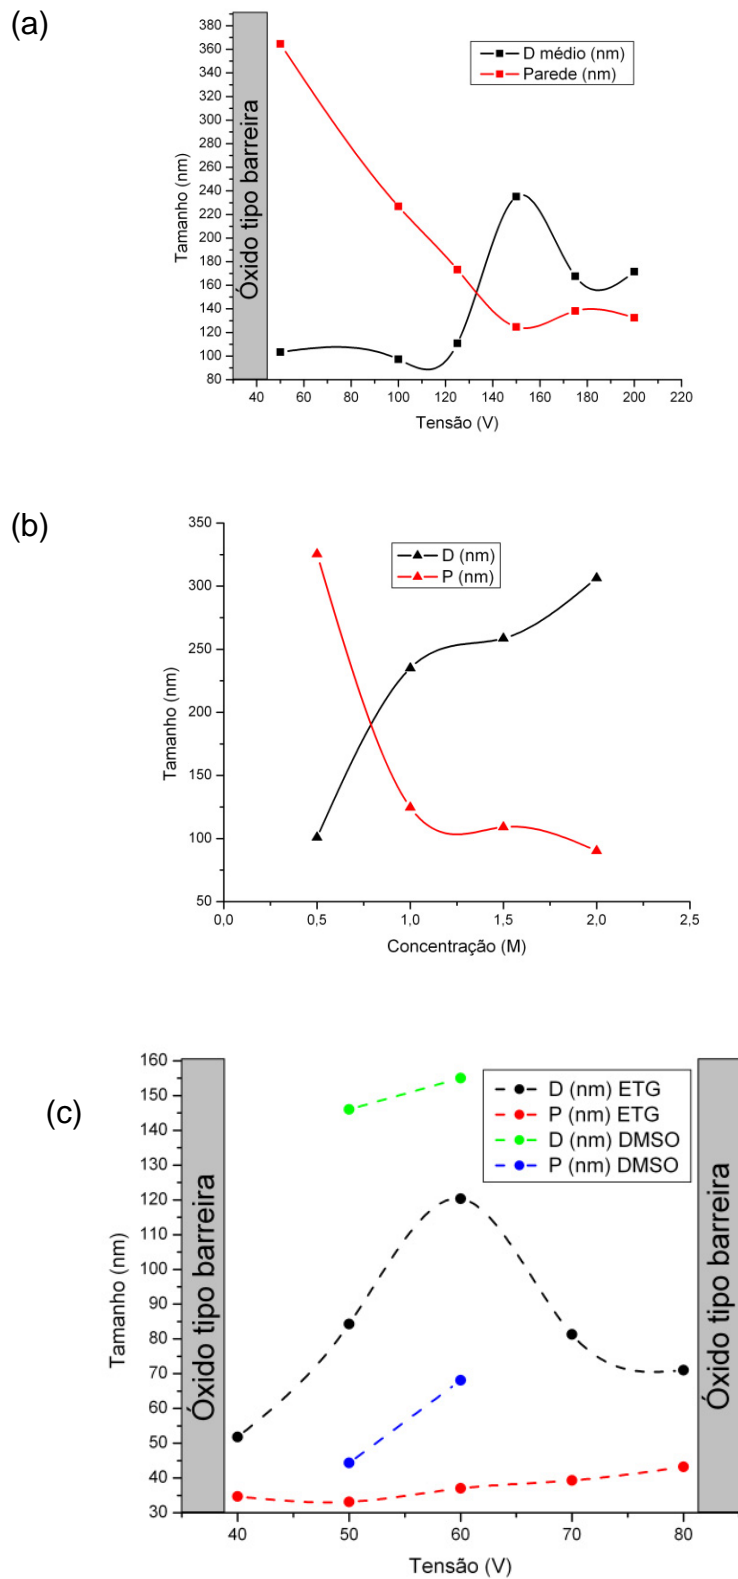 (a)
380
360
340
320
300
280
260
240
220
200
180
160
140
120
100
80
Tamanho (nm)
Óxido tipo barreira
D médio (nm)
Parede (nm)
40 60 80 100 120 140 160 180 200 220
Tensão (V)
(b)
350
300
250
200
150
100
50
Tamanho (nm)
D (nm)
P (nm)
0,0 0,5 1,0 1,5 2,0 2,5
Concentração (M)
(c)
160
150
140
130
120
110
100
90
80
70
60
50
40
30
Tamanho (nm)
Óxido tipo barreira
D (nm) ETG
P (nm) ETG
D (nm) DMSO
P (nm) DMSO
Óxido tipo barreira
40 50 60 70 80
Tensão (V)